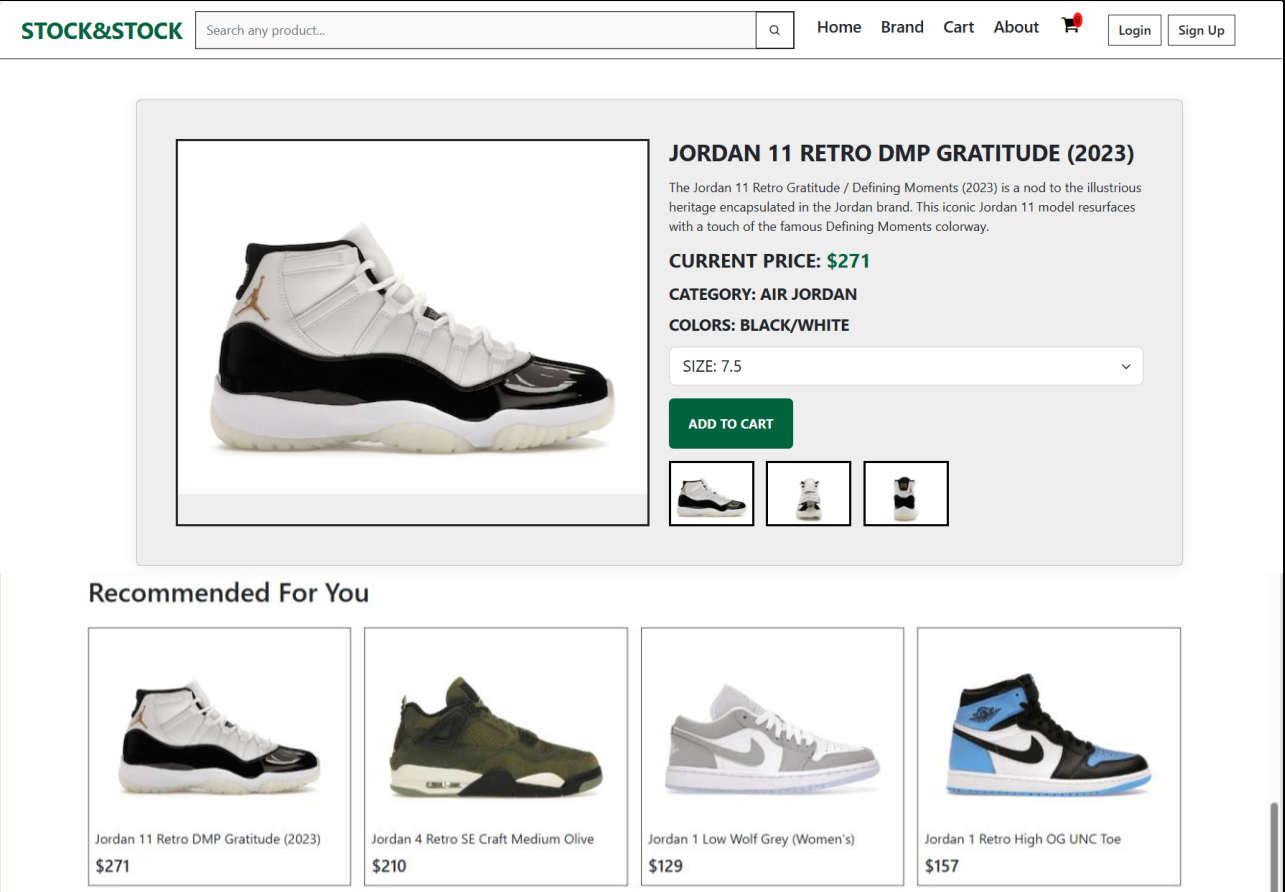 STOCK&STOCK
Search any product...
Home
Brand
Cart
About
0
Login
Sign Up
JORDAN 11 RETRO DMP GRATITUDE (2023)
The Jordan 11 Retro Gratitude / Defining Moments (2023) is a nod to the illustrious
heritage encapsulated in the Jordan brand. This iconic Jordan 11 model resurfaces
with a touch of the famous Defining Moments colorway.
CURRENT PRICE: $271
CATEGORY: AIR JORDAN
COLORS: BLACK/WHITE
SIZE: 7.5
ADD TO CART
Recommended For You
Jordan 11 Retro DMP Gratitude (2023)
$271
Jordan 4 Retro SE Craft Medium Olive
$210
Jordan 1 Low Wolf Grey (Women's)
$129
Jordan 1 Retro High OG UNC Toe
$157